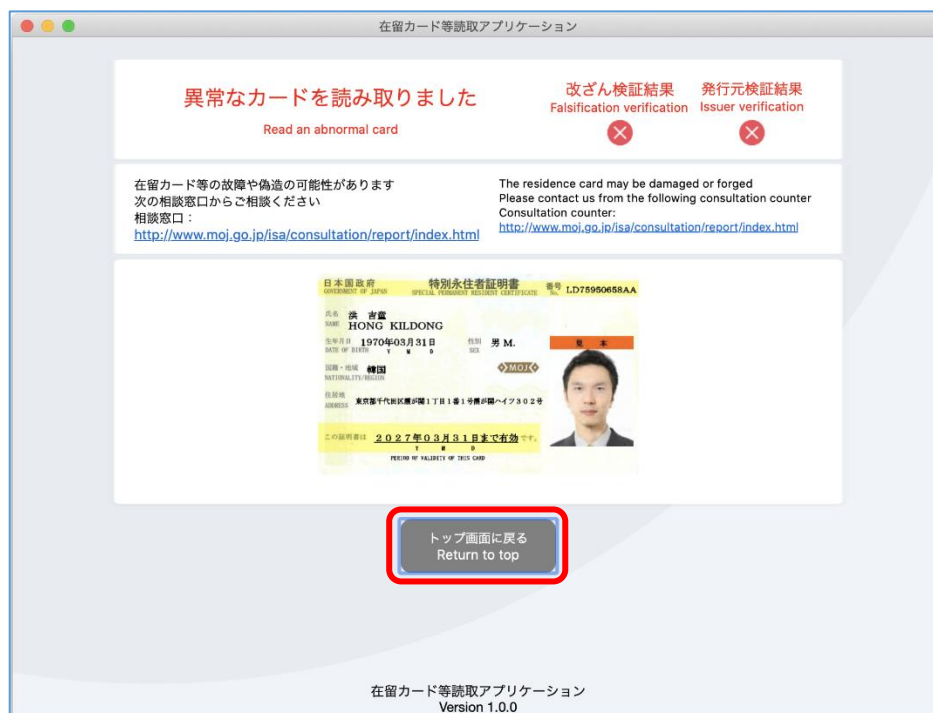 在留カード等読取アプリケーション
異常なカードを読み取りました
Read an abnormal card
改ざん検証結果
Falsification verification
発行元検証結果
Issuer verification
在留カード等の故障や偽造の可能性があります
次の相談窓口からご相談ください
相談窓口：
http://www.moj.go.jp/isa/consultation/report/index.html
The residence card may be damaged or forged
Please contact us from the following consultation counter
Consultation counter:
http://www.moj.go.jp/isa/consultation/report/index.html
日本国政府 特別永住者証明書 番号 LD75950658AA
GOVERNMENT OF JAPAN SPECIAL PERMANENT RESIDENT CERTIFICATE No.
氏名 洪 吉童
NAME HONG KILDONG
生年月日 1970年03月31日 性別 男 M.
DATE OF BIRTH Y M D SEX
見 本
国籍・地域 韓国
NATIONALITY/REGION
MOJ
住居地
ADDRESS 東京都千代田区霞が関1丁目1番1号霞が関ハイツ302号
この証明書は 2027年03月31日まで有効 です。
Y M D
PERIOD OF VALIDITY OF THIS CARD
トップ画面に戻る
Return to top
在留カード等読取アプリケーション
Version 1.0.0